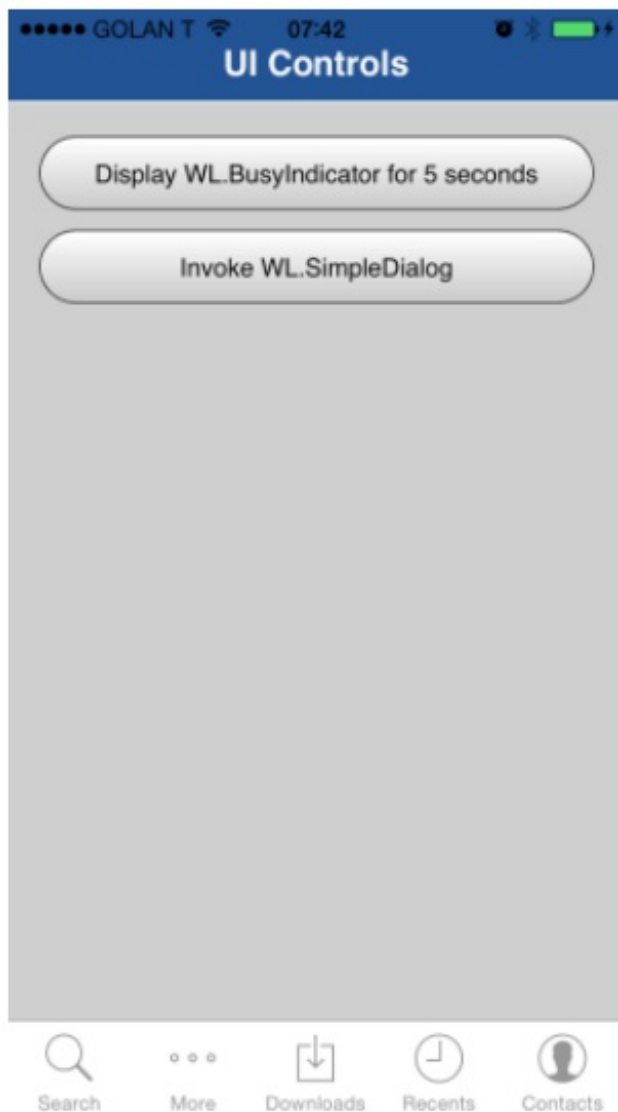 GOLAN T 07:42
UI Controls
Display WL.BusyIndicator for 5 seconds
Invoke WL.SimpleDialog
Search More Downloads Recents Contacts